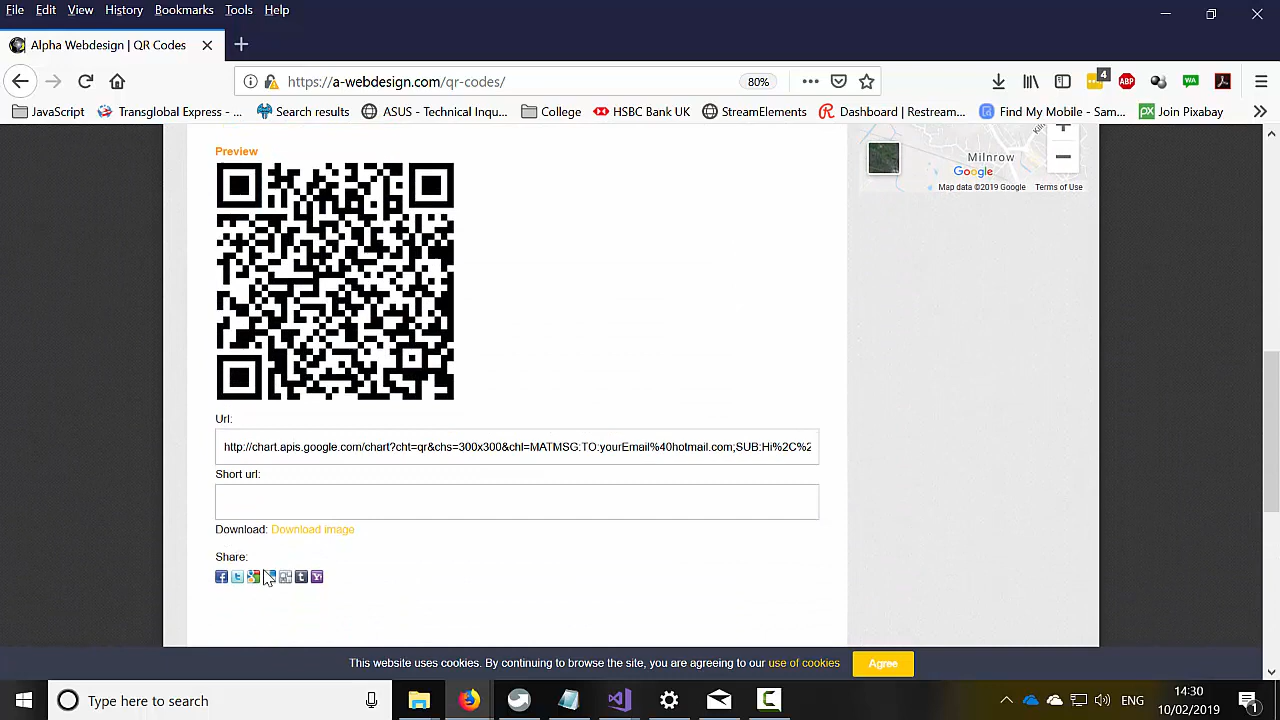 File Edit View History Bookmarks Tools Help
Alpha Webdesign | QR Codes
https://a-webdesign.com/qr-codes/ 80% 4 ABP
JavaScript Transglobal Express - ... Search results ASUS - Technical Inqu... College HSBC Bank UK StreamElements Dashboard | Restream... Find My Mobile - Sam... Join Pixabay
Preview
Milnrow
Google
Map data ©2019 Google Terms of Use
Url:
http://chart.apis.google.com/chart?cht=qr&chs=300x300&chl=MATMSG:TO:yourEmail%40hotmail.com;SUB:Hi%2C%2
Short url:
Download: Download image
Share:
This website uses cookies. By continuing to browse the site, you are agreeing to our use of cookies Agree
Type here to search
ENG
14:30
10/02/2019
1